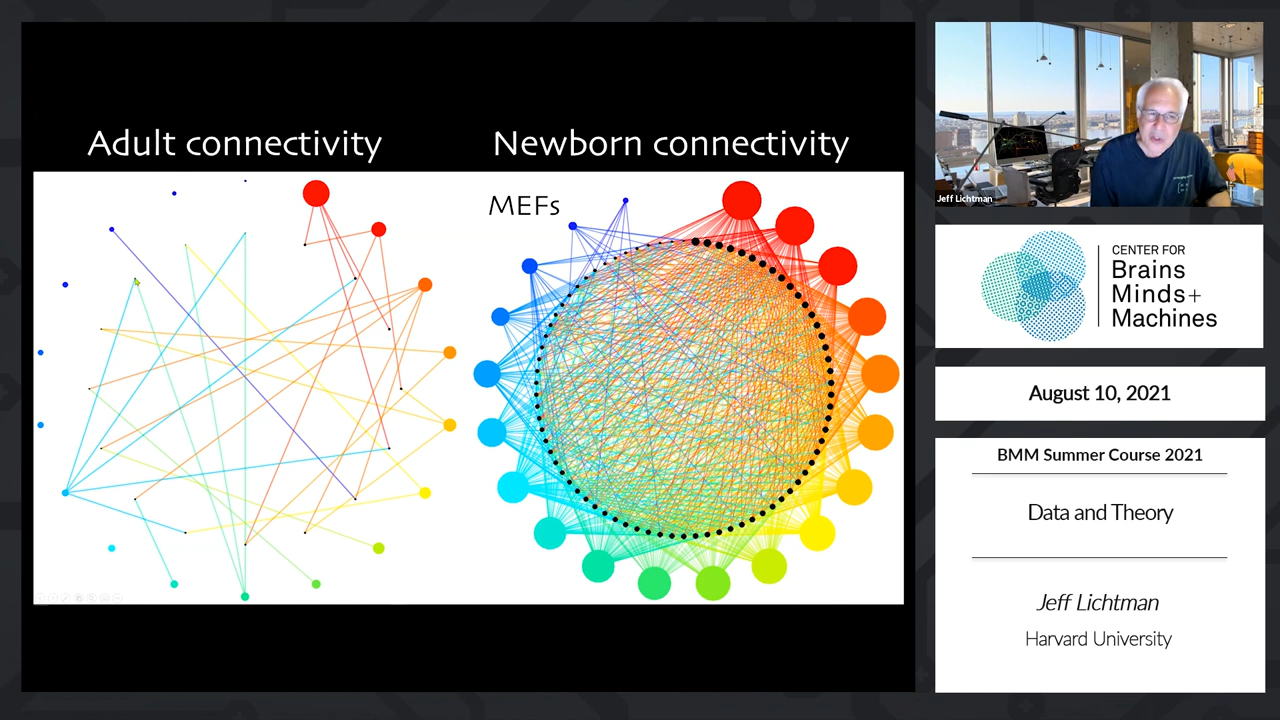 Adult connectivity
Newborn connectivity
MEFs
Jeff Lichtman
CENTER FOR
Brains
Minds+
Machines
August 10, 2021
BMM Summer Course 2021
Data and Theory
Jeff Lichtman
Harvard University